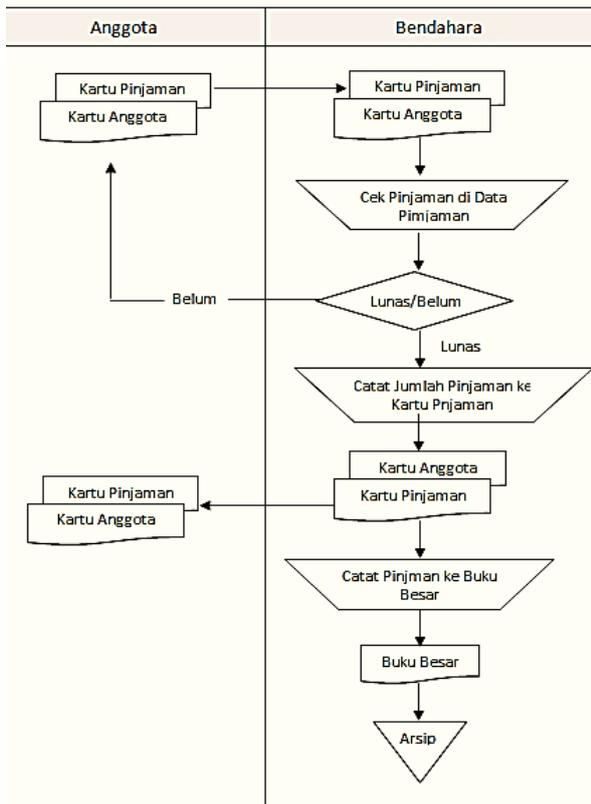 Anggota
Bendahara
Kartu Pinjaman
Kartu Anggota
Kartu Pinjaman
Kartu Anggota
Cek Pinjaman di Data
Pimjaman
Belum
Lunas/Belum
Lunas
Catat Jumlah Pinjaman ke
Kartu Pnjaman
Kartu Anggota
Kartu Pinjaman
Kartu Pinjaman
Kartu Anggota
Catat Pinjman ke Buku
Besar
Buku Besar
Arsip